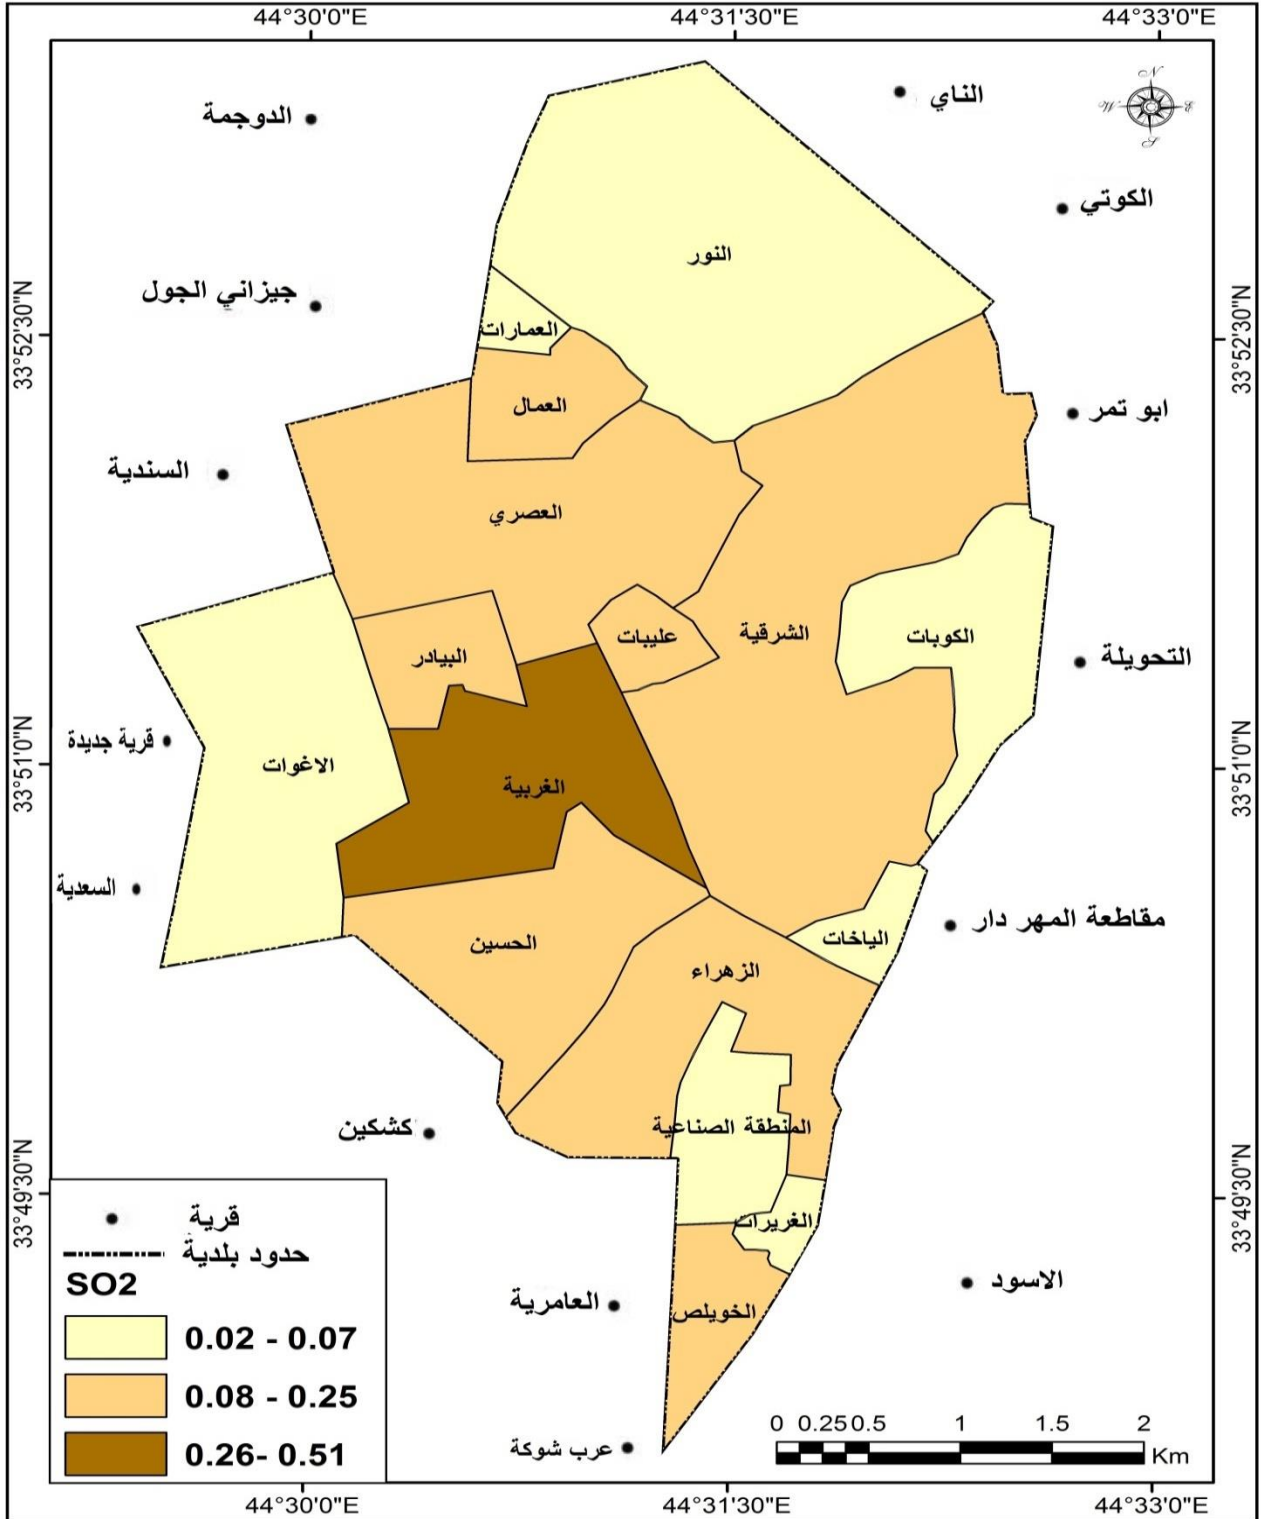 44°30'0"E
44°31'30"E
44°33'0"E
N
W
E
S
الناي
الدوجمة
الكوتي
النور
33°52'30"N
33°52'30"N
جيزاني الجول
العمارات
العمال
ابو تمر
السندية
العصري
الشرقية
عليبات
الكوبات
البيادر
التحويلة
قرية جديدة
33°51'0"N
33°51'0"N
الاغوات
الغربية
السعدية
مقاطعة المهر دار
الياخات
الحسين
الزهراء
المنطقة الصناعية
كشكين
33°49'30"N
33°49'30"N
الغريرات
الاسود
العامرية
الخويلص
عرب شوكة
قرية
حدود بلدية
SO2
0.02 - 0.07
0.08 - 0.25
0.26- 0.51
0 0.25 0.5 1 1.5 2
Km
44°30'0"E
44°31'30"E
44°33'0"E